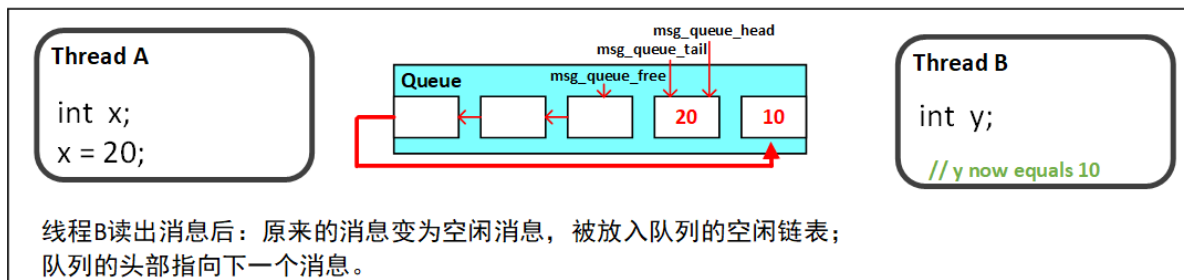 msg_queue_head
msg_queue_tail
msg_queue_free
Thread A
int x;
x = 20;
Queue
20
10
Thread B
int y;
// y now equals 10
线程B读出消息后：原来的消息变为空闲消息，被放入队列的空闲链表；
队列的头部指向下一个消息。